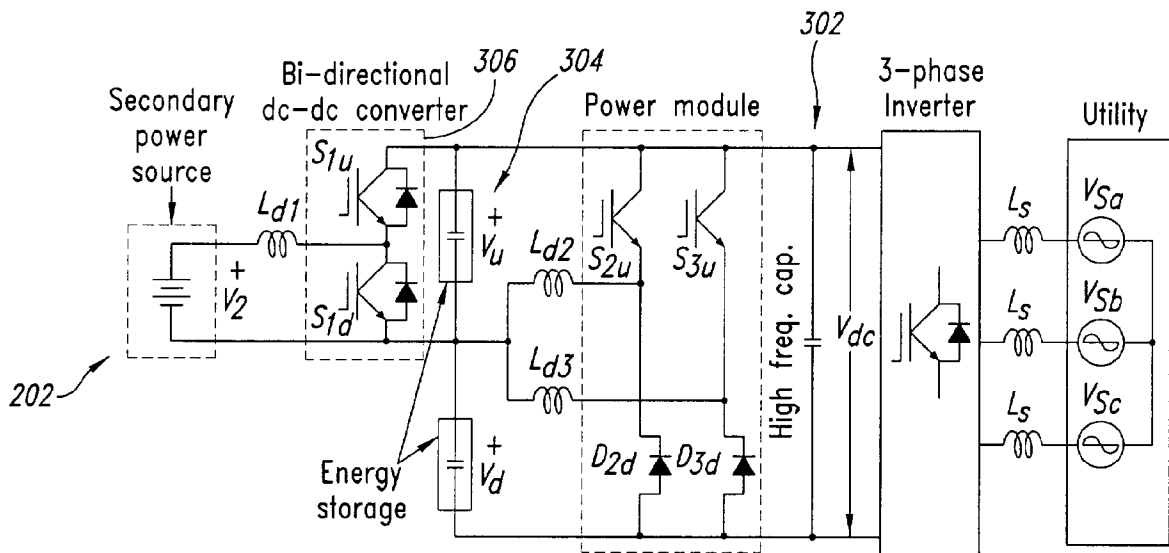 302
306
304
Bi-directional
dc-dc converter
3-phase
Inverter
Secondary
power
source
Power module
Utility
S1u
Ld1
+
Vu
S2u
S3u
Ls
VSa
Ld2
+
V2
S1d
High freq. cap.
Vdc
Ls
VSb
Ld3
202
Ls
VSc
Energy
storage
+
Vd
D2d
D3d